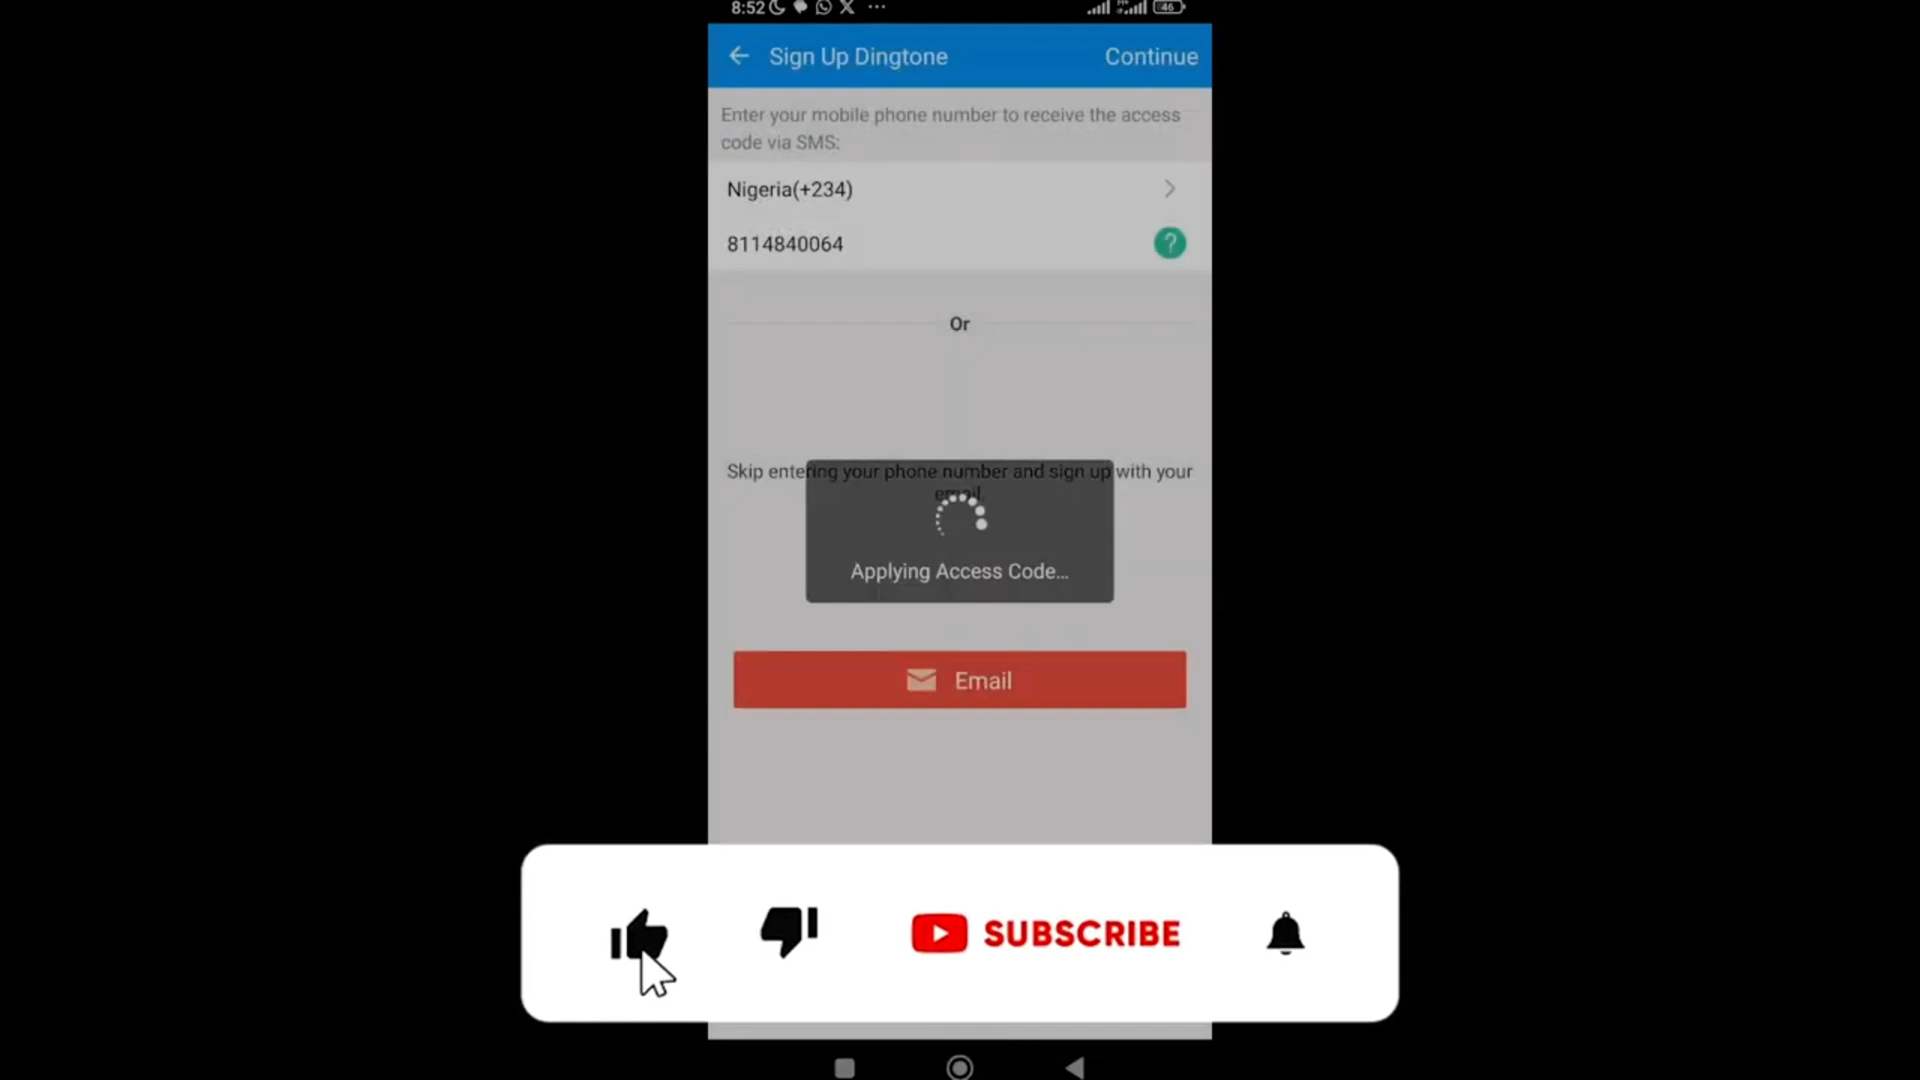 8:52
46
Sign Up Dingtone
Continue
Enter your mobile phone number to receive the access
code via SMS:
Nigeria(+234)
8114840064
?
Or
Skip entering your phone number and sign up with your
email.
Applying Access Code...
Email
SUBSCRIBE